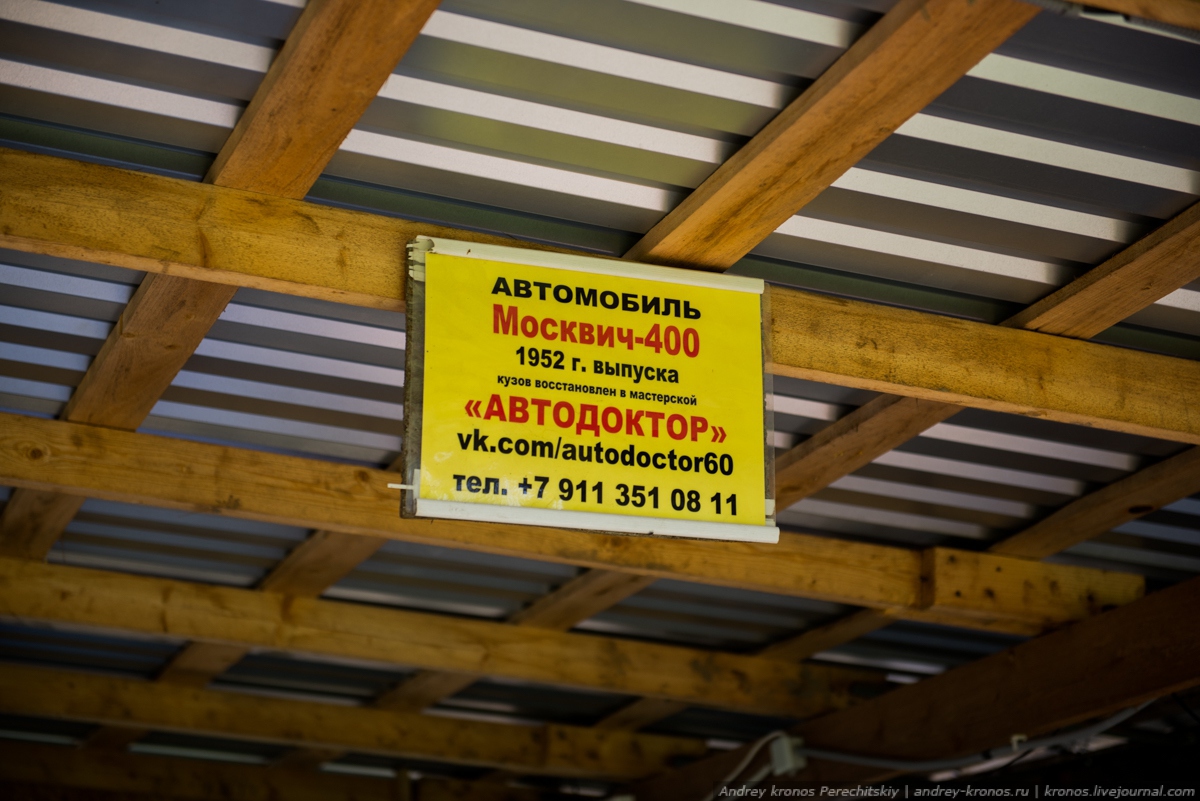 АВТОМОБИЛЬ
Москвич-400
1952 г. выпуска
кузов восстановлен в мастерской
«АВТОДОКТОР»
vk.com/autodoctor60
тел. +7 911 351 08 11
Andrey kronos Perechitskiy | andrey-kronos.ru | kronos.livejournal.com